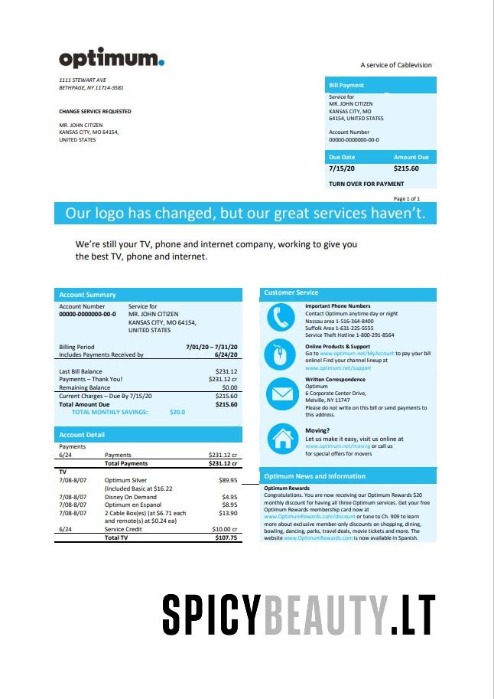 optimum.
A service of Cablevision
1111 STEWART AVE
BETHPAGE, NY 11714-3581
CHANGE SERVICE REQUESTED
MR. JOHN CITIZEN
KANSAS CITY, MO 64154,
UNITED STATES
Bill Payment
Service for
MR. JOHN CITIZEN
KANSAS CITY, MO
64154, UNITED STATES
Account Number
00000-0000000-00-0
Due Date Amount Due
7/15/20 $215.60
TURN OVER FOR PAYMENT
Page 1 of 1
Our logo has changed, but our great services haven't.
We're still your TV, phone and internet company, working to give you
the best TV, phone and internet.
Account Summary
Account Number Service for
00000-0000000-00-0 MR. JOHN CITIZEN
KANSAS CITY, MO 64154,
UNITED STATES
Billing Period 7/01/20 – 7/31/20
Includes Payments Received by 6/24/20
Last Bill Balance $231.12
Payments – Thank You! $231.12 cr
Remaining Balance $0.00
Current Charges – Due By 7/15/20 $215.60
Total Amount Due $215.60
TOTAL MONTHLY SAVINGS: $20.0
Account Detail
Payments
6/24 Payments $231.12 cr
Total Payments $231.12 cr
TV
7/08-8/07 Optimum Silver $89.95
(Included Basic at $16.22
7/08-8/07 Disney On Demand $4.95
7/08-8/07 Optimum en Espanol $8.95
7/08-8/07 2 Cable Box(es) (at $6.71 each $13.90
and remote(s) at $0.24 ea)
6/24 Service Credit $10.00 cr
Total TV $107.75
Customer Service
Important Phone Numbers
Contact Optimum anytime day or night
Nassau area 1-516-364-8400
Suffolk Area 1-631-225-5555
Service Theft Hotline 1-800-291-8564
Online Products & Support
Go to www.optimum.net/MyAccount to pay your bill
online! Find your channel lineup at
www.optimum.net/support
Written Correspondence
Optimum
6 Corporate Center Drive,
Melville, NY 11747
Please do not write on this bill or send payments to
this address.
Moving?
Let us make it easy, visit us online at
www.optimum.net/moving or call us
for special offers for movers
Optimum News and Information
Optimum Rewards
Congratulations. You are now receiving our Optimum Rewards $20
monthly discount for having all three Optimum services. Get your free
Optimum Rewards membership card now at
www.OptimumRewards.com/discount or tune to Ch. 909 to learn
more about exclusive member-only discounts on shopping, dining,
bowling, dancing, parks, travel deals, movie tickets and more. The
website www.OptimumRewards.com is now available in Spanish.
SPICYBEAUTY.LT